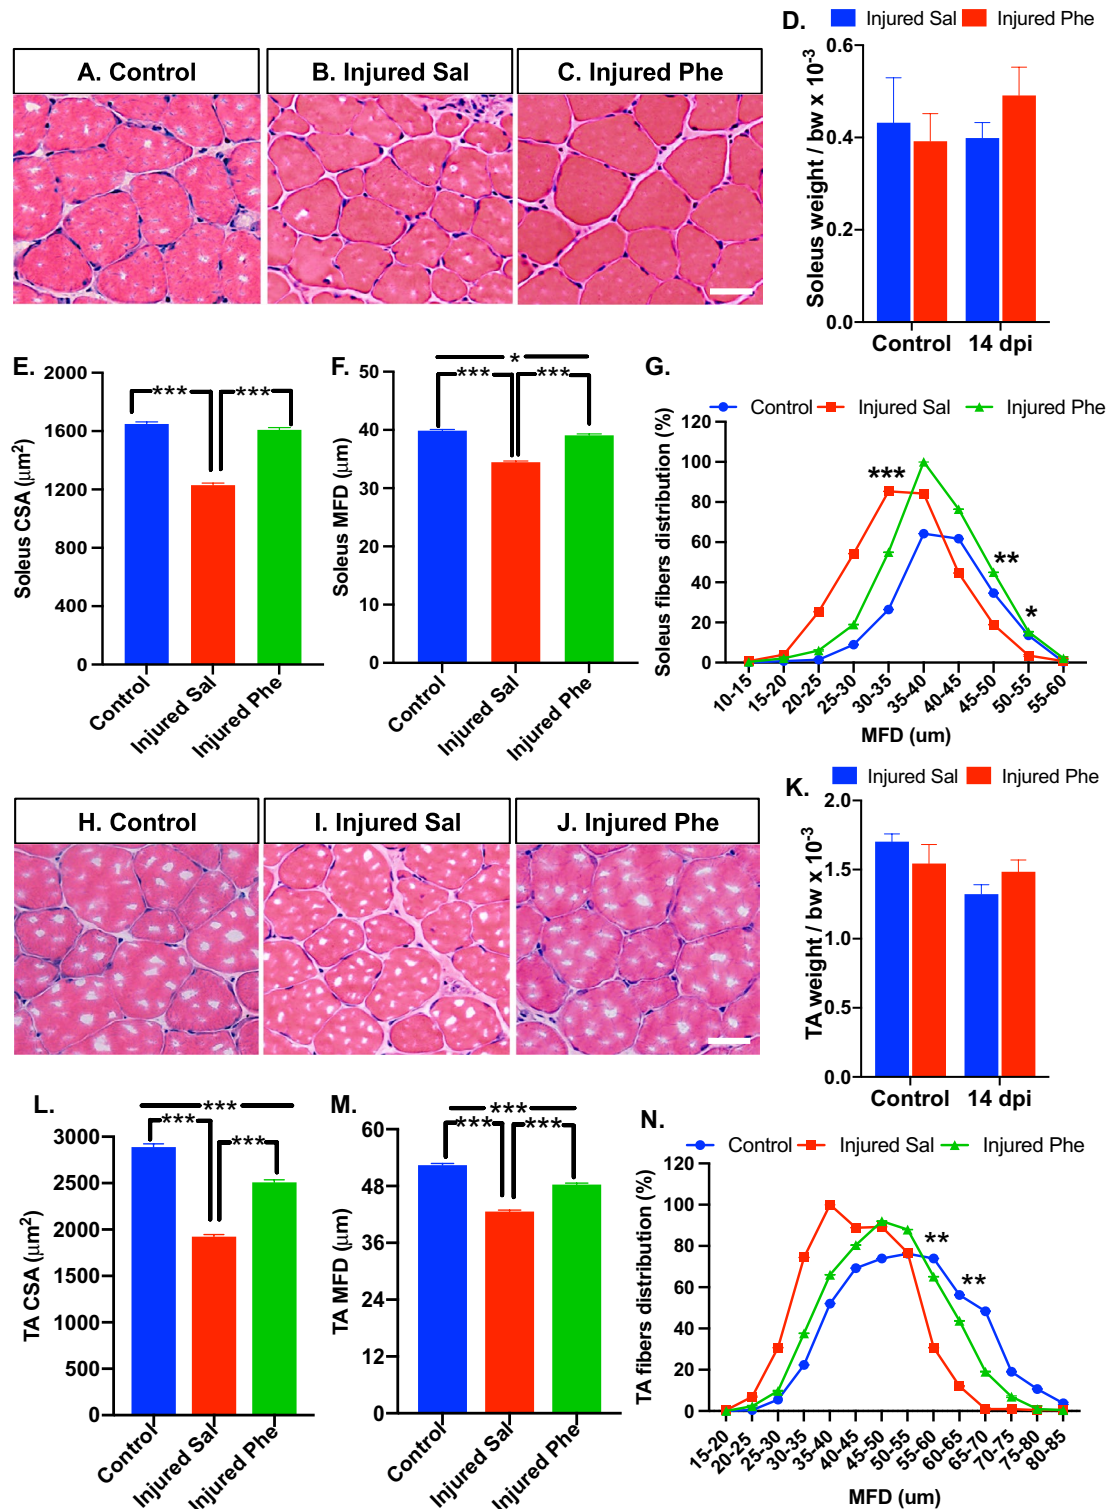 D.
Injured Sal
Injured Phe
A. Control
B. Injured Sal
C. Injured Phe
Soleus weight / bw x 10-3
0.6
0.4
0.2
0.0
Control
14 dpi
E.
Soleus CSA (μm2)
2000
1600
1200
800
400
0
***
***
Control
Injured Sal
Injured Phe
F.
Soleus MFD (μm)
50
40
30
20
10
0
*
***
***
Control
Injured Sal
Injured Phe
G.
Control
Injured Sal
Injured Phe
Soleus fibers distribution (%)
120
100
80
60
40
20
0
***
**
*
10-15
15-20
20-25
25-30
30-35
35-40
40-45
45-50
50-55
55-60
MFD (um)
H. Control
I. Injured Sal
J. Injured Phe
K.
Injured Sal
Injured Phe
TA weight / bw x 10-3
2.0
1.5
1.0
0.5
0.0
Control
14 dpi
L.
TA CSA (μm2)
3000
2500
2000
1500
1000
500
0
***
***
***
Control
Injured Sal
Injured Phe
M.
TA MFD (μm)
60
48
36
24
12
0
***
***
***
Control
Injured Sal
Injured Phe
N.
Control
Injured Sal
Injured Phe
TA fibers distribution (%)
120
100
80
60
40
20
0
**
**
15-20
20-25
25-30
30-35
35-40
40-45
45-50
50-55
55-60
60-65
65-70
70-75
75-80
80-85
MFD (um)